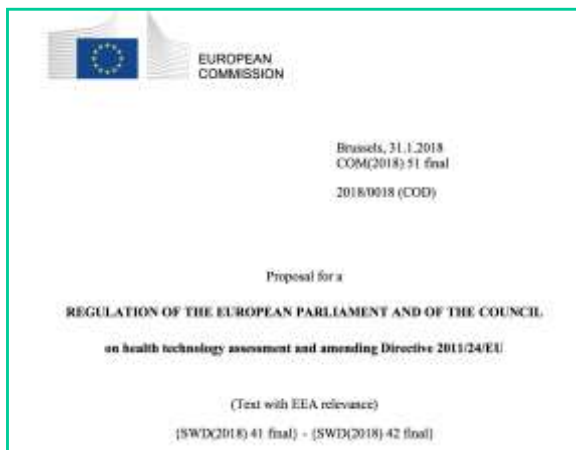 EUROPEAN
COMMISSION
Brussels, 31.1.2018
COM(2018) 51 final
2018/0018 (COD)
Proposal for a
REGULATION OF THE EUROPEAN PARLIAMENT AND OF THE COUNCIL
on health technology assessment and amending Directive 2011/24/EU
(Text with EEA relevance)
{SWD(2018) 41 final} - {SWD(2018) 42 final}